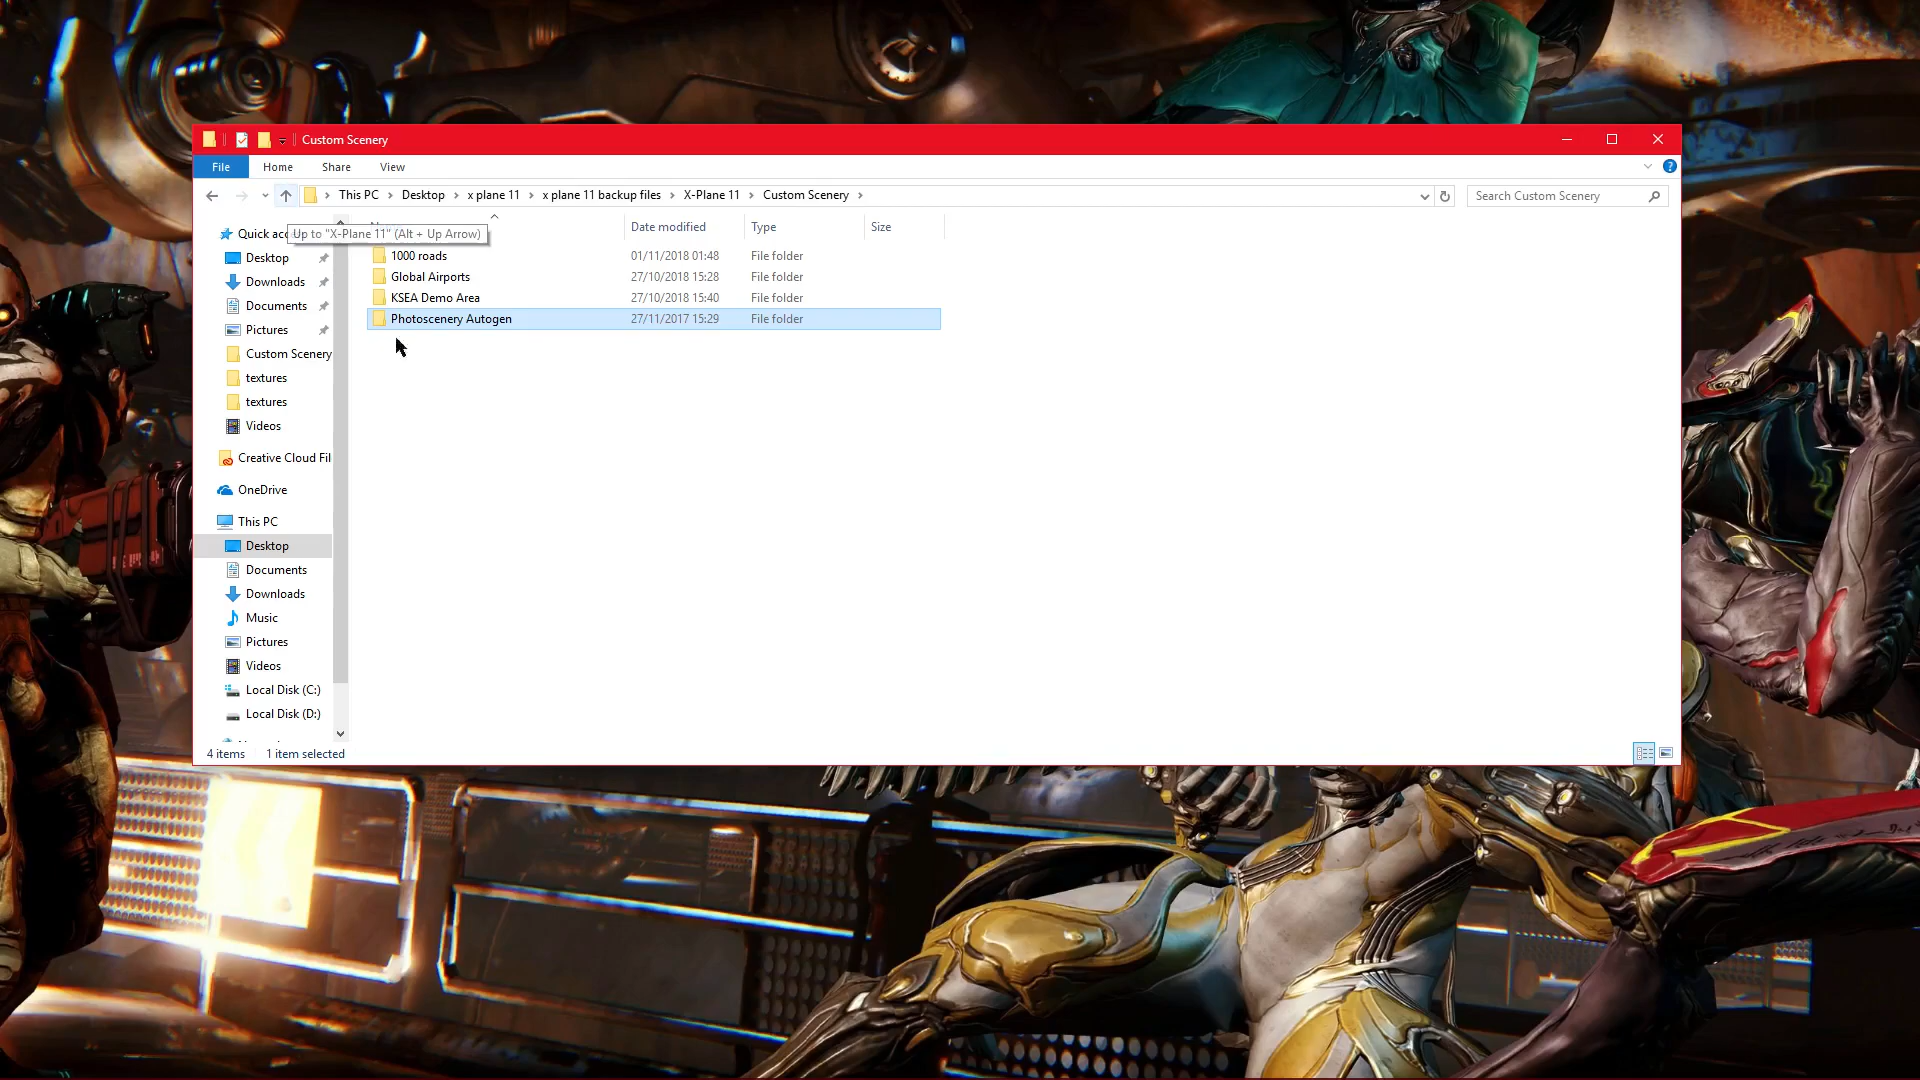 Custom Scenery
File Home Share View
This PC Desktop x plane 11 x plane 11 backup files X-Plane 11 Custom Scenery Search Custom Scenery
Date modified Type Size
Quick acc
Up to "X-Plane 11" (Alt + Up Arrow)
1000 roads 01/11/2018 01:48 File folder
Global Airports 27/10/2018 15:28 File folder
KSEA Demo Area 27/10/2018 15:40 File folder
Photoscenery Autogen 27/11/2017 15:29 File folder
Desktop
Downloads
Documents
Pictures
Custom Scenery
textures
textures
Videos
Creative Cloud Fil
OneDrive
This PC
Desktop
Documents
Downloads
Music
Pictures
Videos
Local Disk (C:)
Local Disk (D:)
4 items 1 item selected